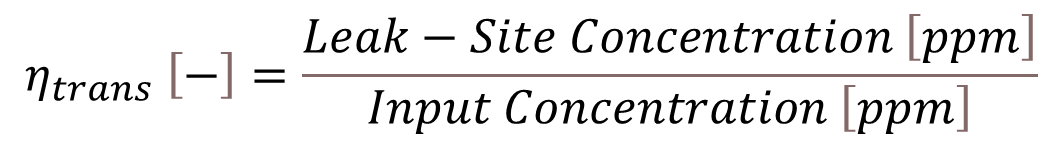 η_trans [−] = 
Leak − Site Concentration [ppm]
Input Concentration [ppm]